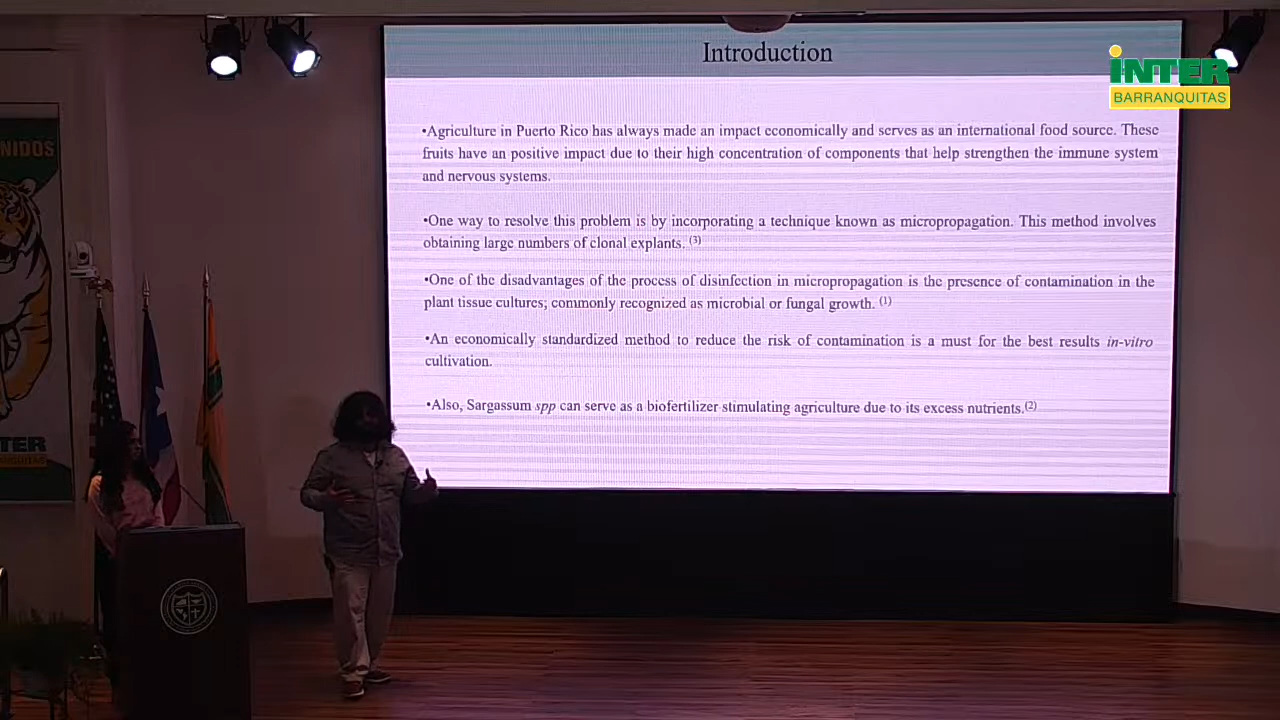 Introduction
INTER
BARRANQUITAS
•Agriculture in Puerto Rico has always made an impact economically and serves as an international food source. These
fruits have an positive impact due to their high concentration of components that help strengthen the immune system
and nervous systems.
•One way to resolve this problem is by incorporating a technique known as micropropagation. This method involves
obtaining large numbers of clonal explants. (3)
•One of the disadvantages of the process of disinfection in micropropagation is the presence of contamination in the
plant tissue cultures; commonly recognized as microbial or fungal growth. (1)
•An economically standardized method to reduce the risk of contamination is a must for the best results in-vitro
cultivation.
•Also, Sargassum spp can serve as a biofertilizer stimulating agriculture due to its excess nutrients.(2)
NIDOS
TER